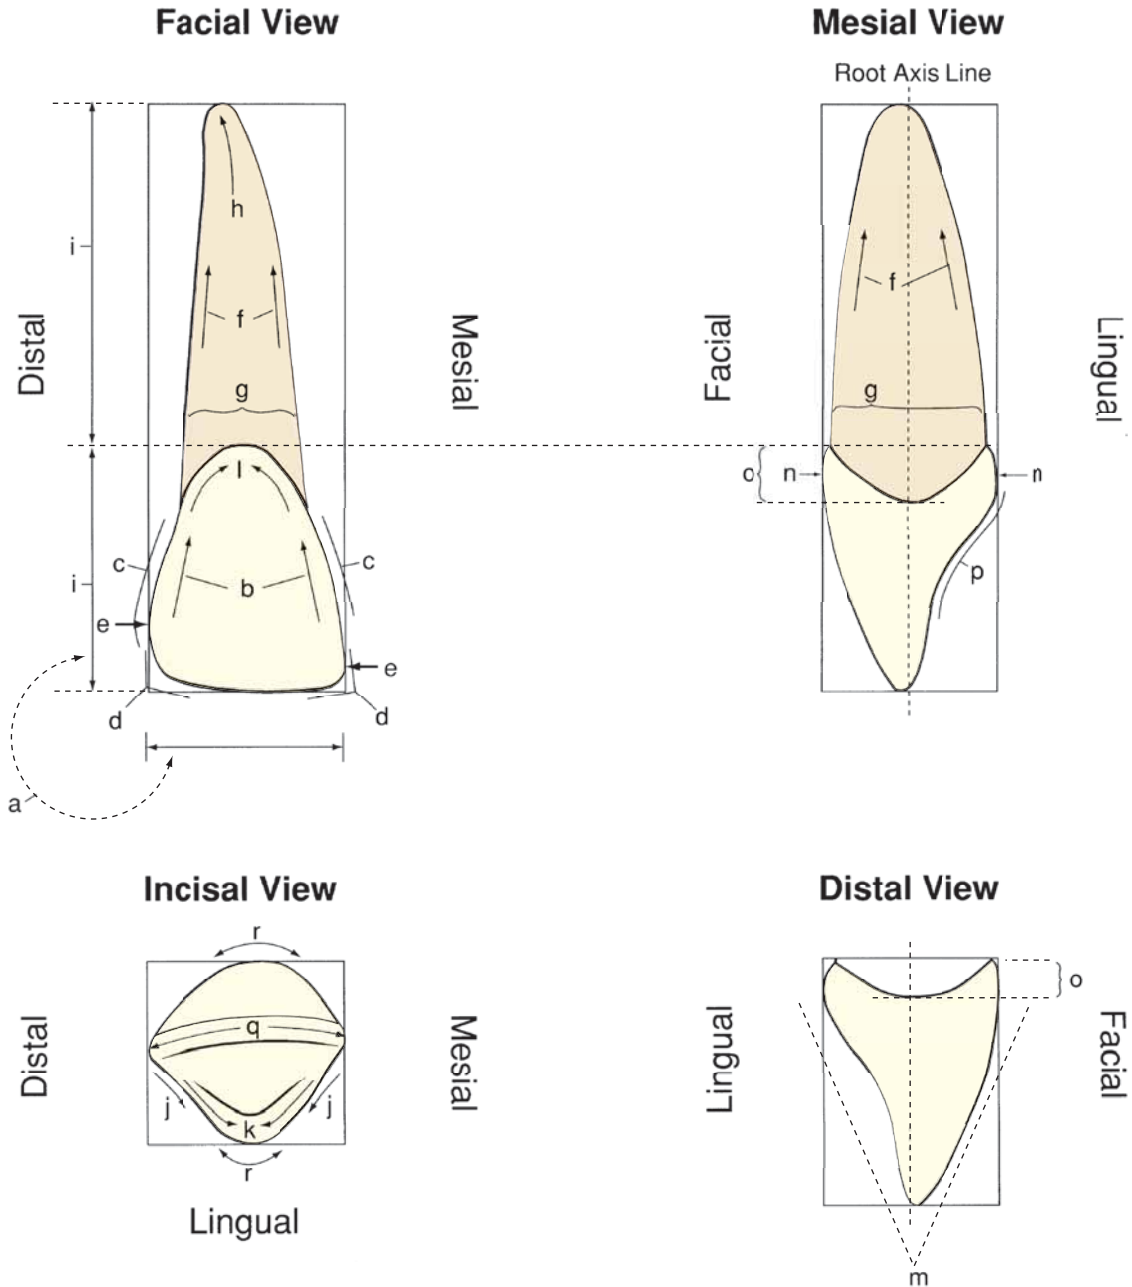 Facial View
Mesial View
Root Axis Line
h
i
f
f
Distal
Mesial
Facial
Lingual
g
g
l
o
n
n
c
c
i
b
p
e
e
d
d
a
Incisal View
Distal View
r
o
q
Distal
Mesial
Lingual
Facial
j
j
k
r
Lingual
m